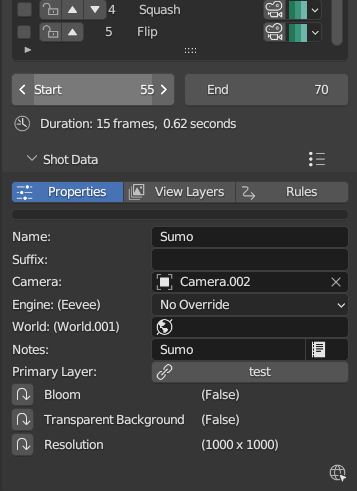 4 Squash
5 Flip
Start 55 End 70
Duration: 15 frames, 0.62 seconds
Shot Data
Properties View Layers Rules
Name: Sumo
Suffix:
Camera: Camera.002
Engine: (Eevee) No Override
World: (World.001)
Notes: Sumo
Primary Layer: test
Bloom (False)
Transparent Background (False)
Resolution (1000 x 1000)